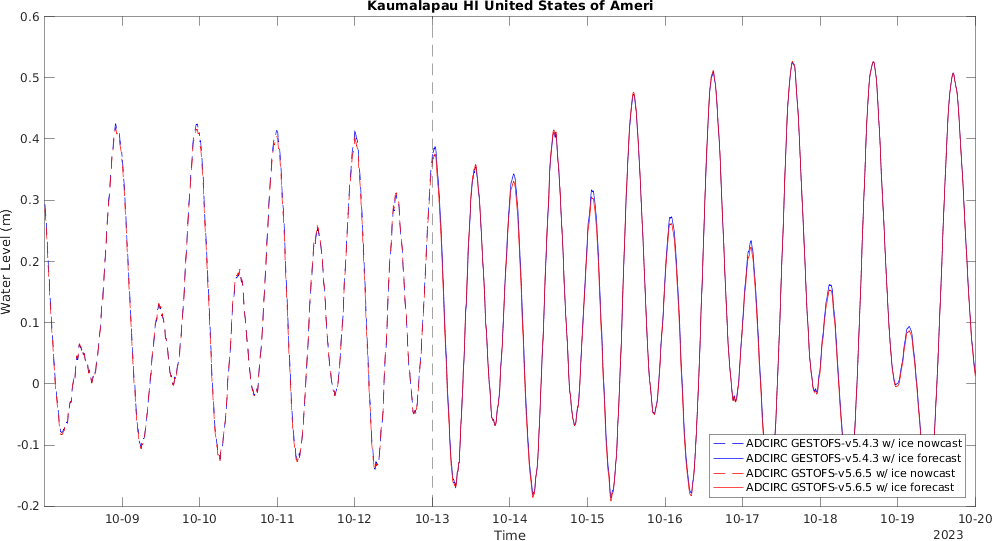 Kaumalapau HI United States of Ameri
0.6
0.5
0.4
0.3
0.2
0.1
0
-0.1
-0.2
Water Level (m)
ADCIRC GESTOFS-v5.4.3 w/ ice nowcast
ADCIRC GESTOFS-v5.4.3 w/ ice forecast
ADCIRC GSTOFS-v5.6.5 w/ ice nowcast
ADCIRC GSTOFS-v5.6.5 w/ ice forecast
10-09 10-10 10-11 10-12 10-13 10-14 10-15 10-16 10-17 10-18 10-19 10-20
Time
2023